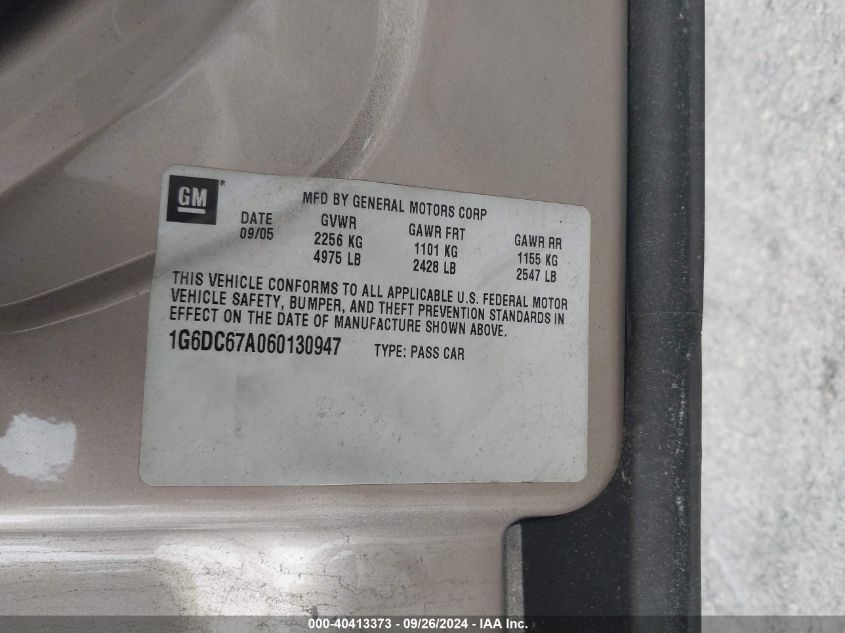 GM®
MFD BY GENERAL MOTORS CORP
DATE GVWR GAWR FRT GAWR RR
09/05 2256 KG 1101 KG 1155 KG
4975 LB 2428 LB 2547 LB
THIS VEHICLE CONFORMS TO ALL APPLICABLE U.S. FEDERAL MOTOR
VEHICLE SAFETY, BUMPER, AND THEFT PREVENTION STANDARDS IN
EFFECT ON THE DATE OF MANUFACTURE SHOWN ABOVE.
1G6DC67A060130947 TYPE: PASS CAR
000-40413373 - 09/26/2024 - IAA Inc.